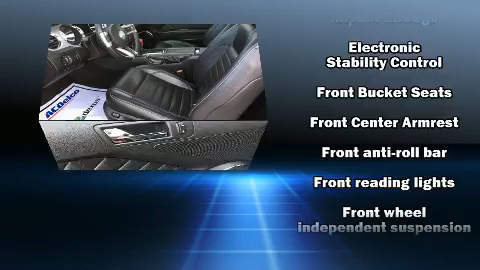 Electronic
Stability Control
Front Bucket Seats
Front Center Armrest
Front anti-roll bar
Front reading lights
Front wheel
independent suspension
ACDelco